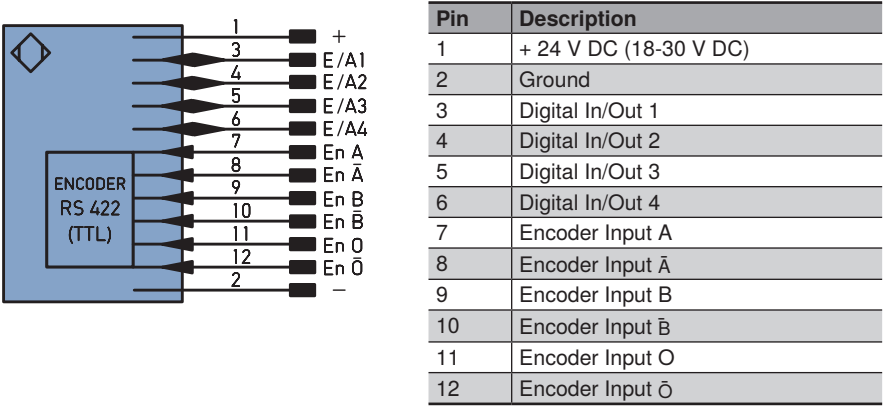 1 +
3 E/A1
4 E/A2
5 E/A3
6 E/A4
7 En A
8 En Ā
9 En B
10 En B̄
11 En O
12 En Ō
2 −
ENCODER
RS 422
(TTL)
Pin Description
1 + 24 V DC (18-30 V DC)
2 Ground
3 Digital In/Out 1
4 Digital In/Out 2
5 Digital In/Out 3
6 Digital In/Out 4
7 Encoder Input A
8 Encoder Input Ā
9 Encoder Input B
10 Encoder Input B̄
11 Encoder Input O
12 Encoder Input Ō